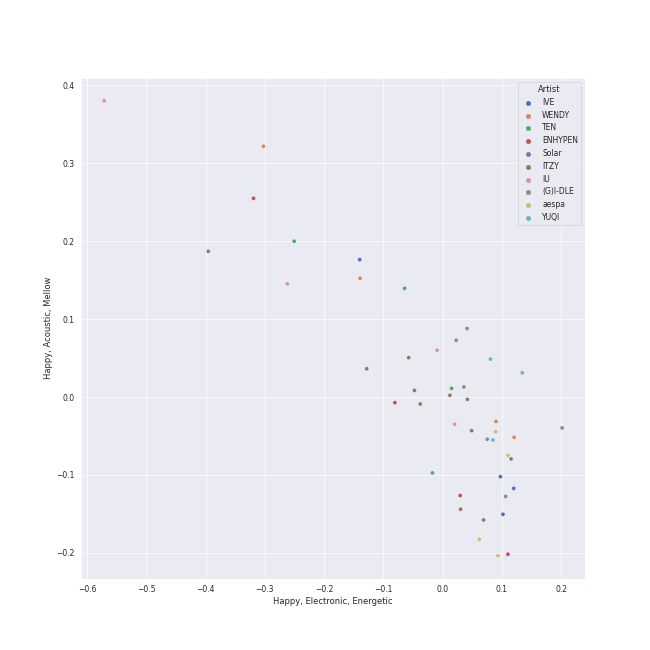 Artist
IVE
WENDY
TEN
ENHYPEN
Solar
ITZY
IU
(G)I-DLE
aespa
YUQI
0.4
0.3
0.2
0.1
0.0
−0.1
−0.2
Happy, Acoustic, Mellow
−0.6 −0.5 −0.4 −0.3 −0.2 −0.1 0.0 0.1 0.2
Happy, Electronic, Energetic